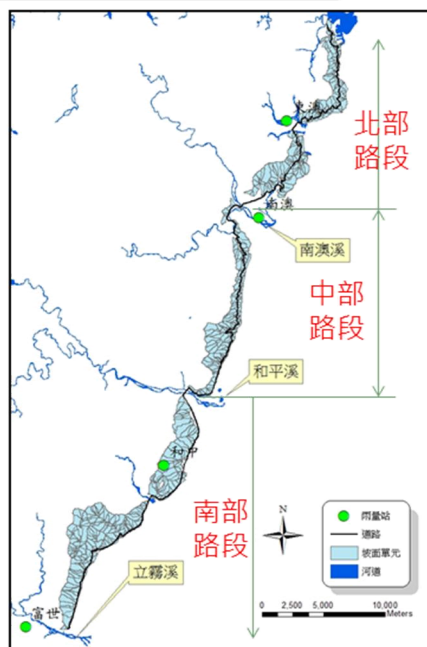 東澳
北部
路段
南澳
南澳溪
中部
路段
和平溪
和中
南部
路段
N
雨量站
道路
坡面單元
河道
立霧溪
富世
0 2,500 5,000 10,000
Meters